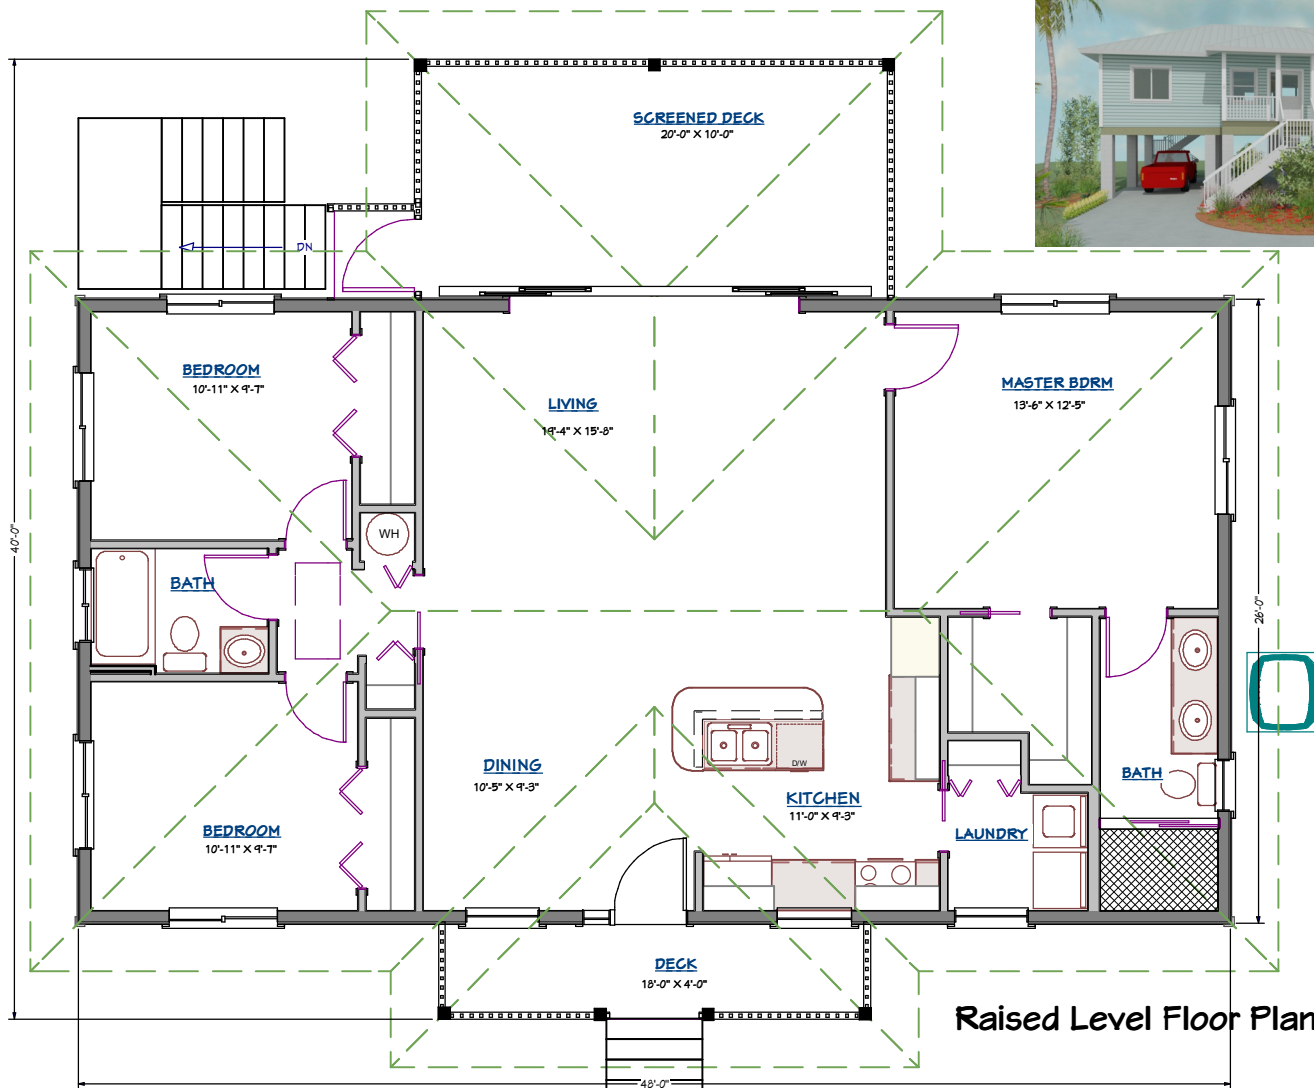 SCREENED DECK
20'-0" X 10'-0"
DN
BEDROOM
10'-11" X 9'-7"
LIVING
19'-4" X 15'-8"
MASTER BDRM
13'-6" X 12'-5"
40'-0"
WH
BATH
26'-0"
DINING
10'-5" X 9'-3"
D/W
KITCHEN
11'-0" X 9'-3"
BATH
BEDROOM
10'-11" X 9'-7"
LAUNDRY
DECK
18'-0" X 4'-0"
Raised Level Floor Plan
48'-0"